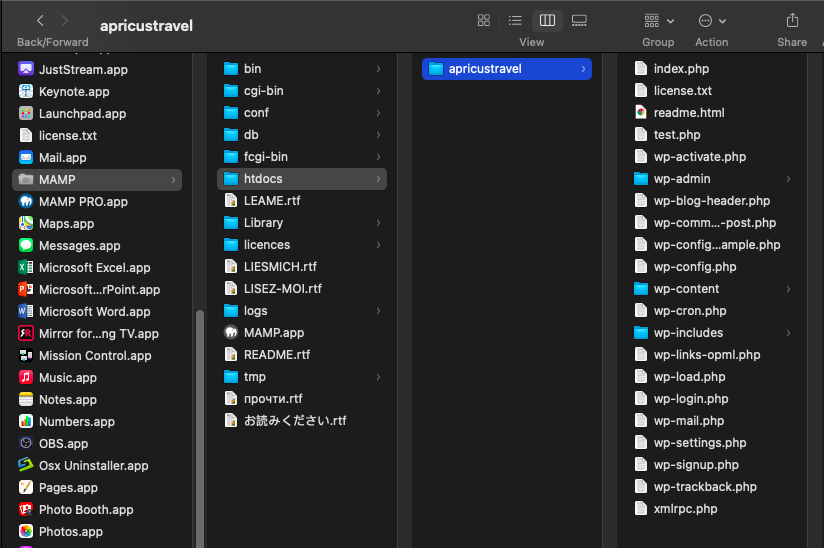 apricustravel
Back/Forward
View
Group
Action
Share
JustStream.app
Keynote.app
Launchpad.app
license.txt
Mail.app
MAMP
MAMP PRO.app
Maps.app
Messages.app
Microsoft Excel.app
Microsoft...rPoint.app
Microsoft Word.app
Mirror for...ng TV.app
Mission Control.app
Music.app
Notes.app
Numbers.app
OBS.app
Osx Uninstaller.app
Pages.app
Photo Booth.app
Photos.app
bin
cgi-bin
conf
db
fcgi-bin
htdocs
LEAME.rtf
Library
licences
LIESMICH.rtf
LISEZ-MOI.rtf
logs
MAMP.app
README.rtf
tmp
прочти.rtf
お読みください.rtf
apricustravel
index.php
license.txt
readme.html
test.php
wp-activate.php
wp-admin
wp-blog-header.php
wp-comm...-post.php
wp-config...ample.php
wp-config.php
wp-content
wp-cron.php
wp-includes
wp-links-opml.php
wp-load.php
wp-login.php
wp-mail.php
wp-settings.php
wp-signup.php
wp-trackback.php
xmlrpc.php